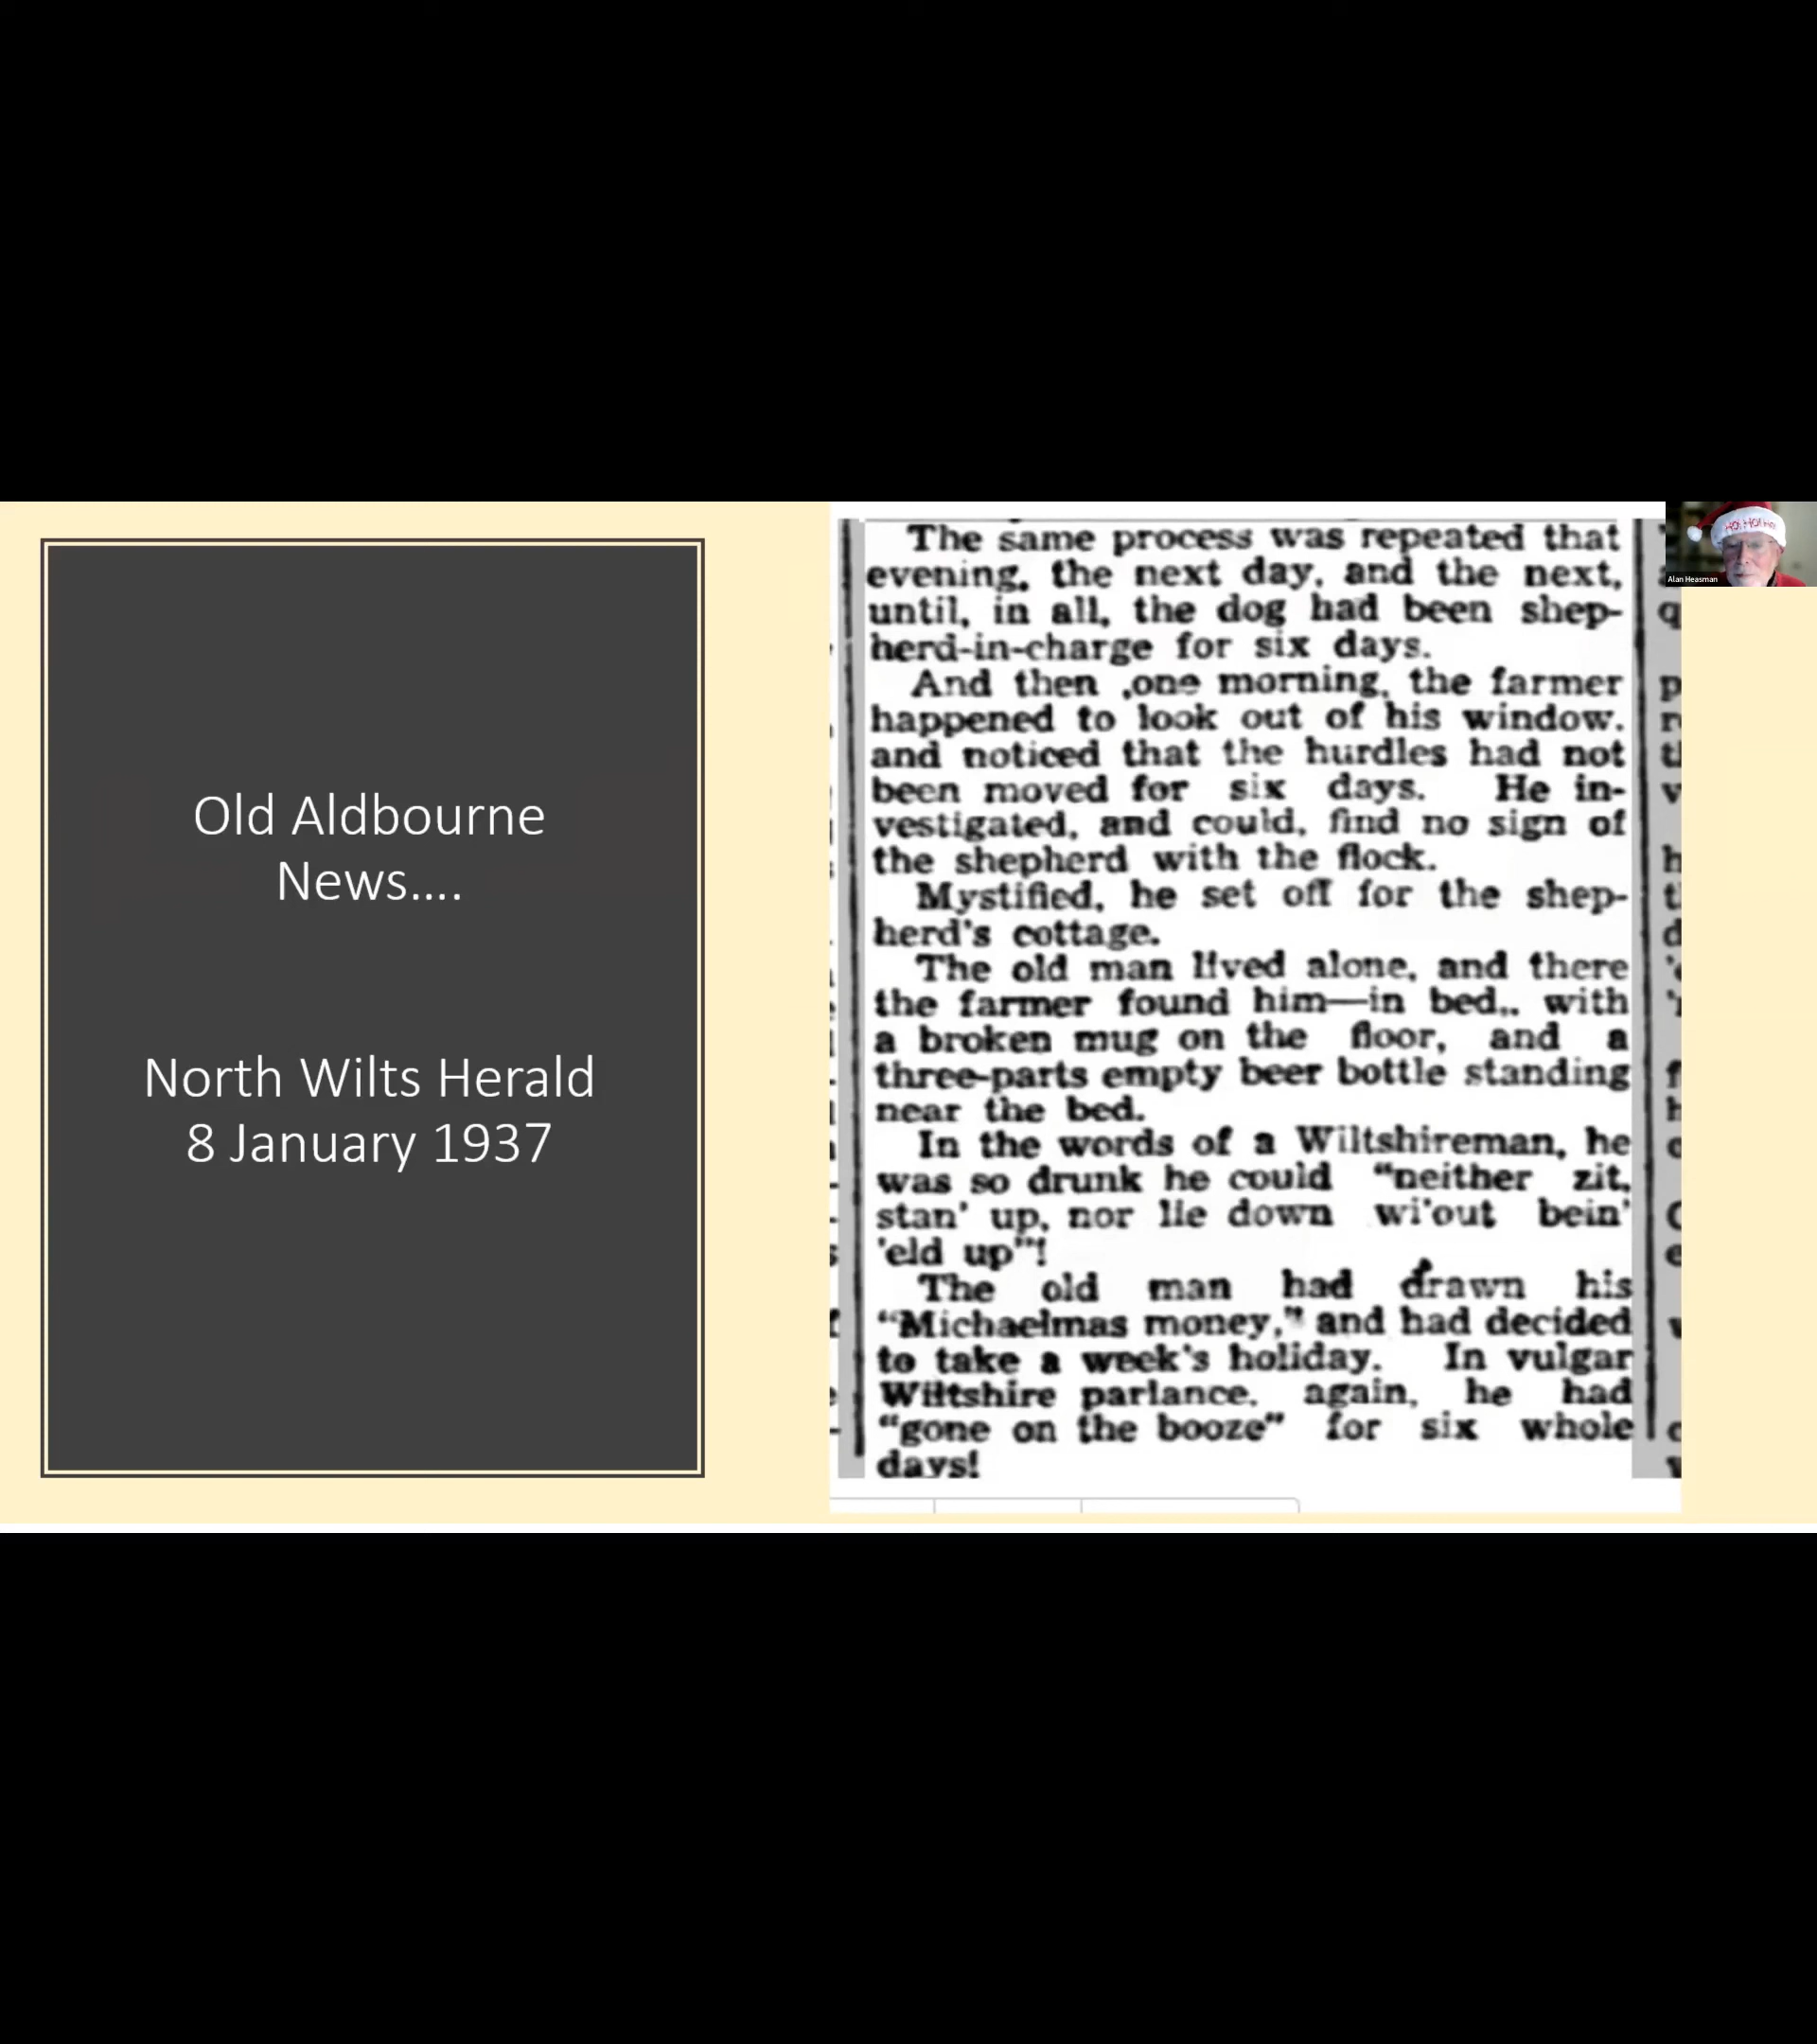 Old Aldbourne
News....
North Wilts Herald
8 January 1937
The same process was repeated that
evening, the next day, and the next,
until, in all, the dog had been shep-
herd-in-charge for six days.
And then ,one morning, the farmer
happened to look out of his window.
and noticed that the hurdles had not
been moved for six days. He in-
vestigated, and could, find no sign of
the shepherd with the flock.
Mystified, he set off for the shep-
herd's cottage.
The old man lived alone, and there
the farmer found him—in bed,. with
a broken mug on the floor, and a
three-parts empty beer bottle standing
near the bed.
In the words of a Wiltshireman, he
was so drunk he could "neither zit,
stan' up, nor lie down wi'out bein'
'eld up"!
The old man had drawn his
"Michaelmas money," and had decided
to take a week's holiday. In vulgar
Wiltshire parlance, again, he had
"gone on the booze" for six whole
days!
HO! HO! HO!
Alan Heasman